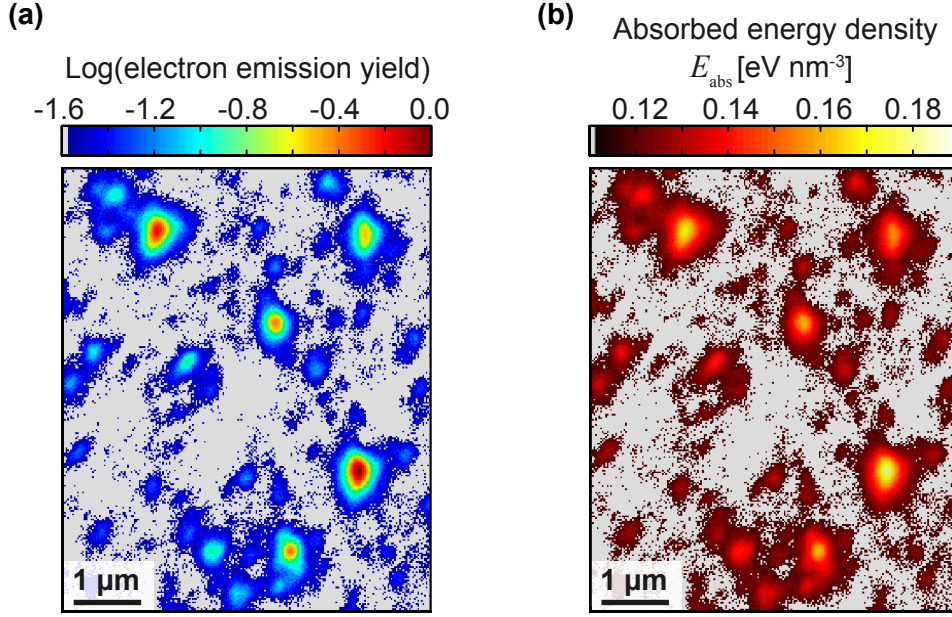 (a)
Log(electron emission yield)
-1.6 -1.2 -0.8 -0.4 0.0
1 µm
(b)
Absorbed energy density
E_abs [eV nm⁻³]
0.12 0.14 0.16 0.18
1 µm